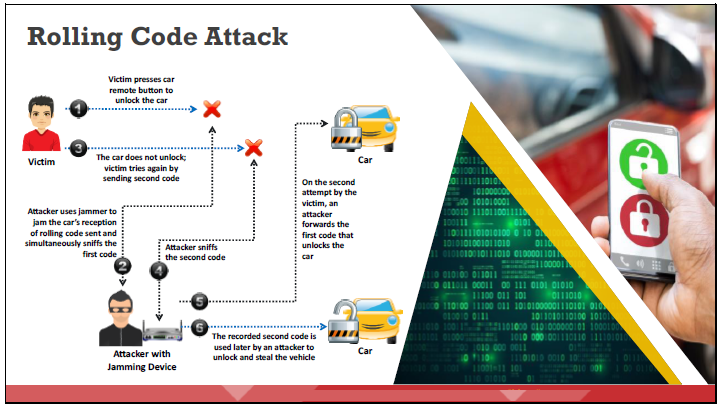 Rolling Code Attack
Victim presses car
remote button to
unlock the car
1
3
Victim
The car does not unlock;
victim tries again by
sending second code
Car
Attacker uses jammer to
jam the car's reception
of rolling code sent and
simultaneously sniffs the
first code
2
Attacker sniffs
the second code
4
On the second
attempt by the
victim, an
attacker
forwards the
first code that
unlocks the
car
5
6
Attacker with
Jamming Device
The recorded second code is
used later by an attacker to
unlock and steal the vehicle
Car